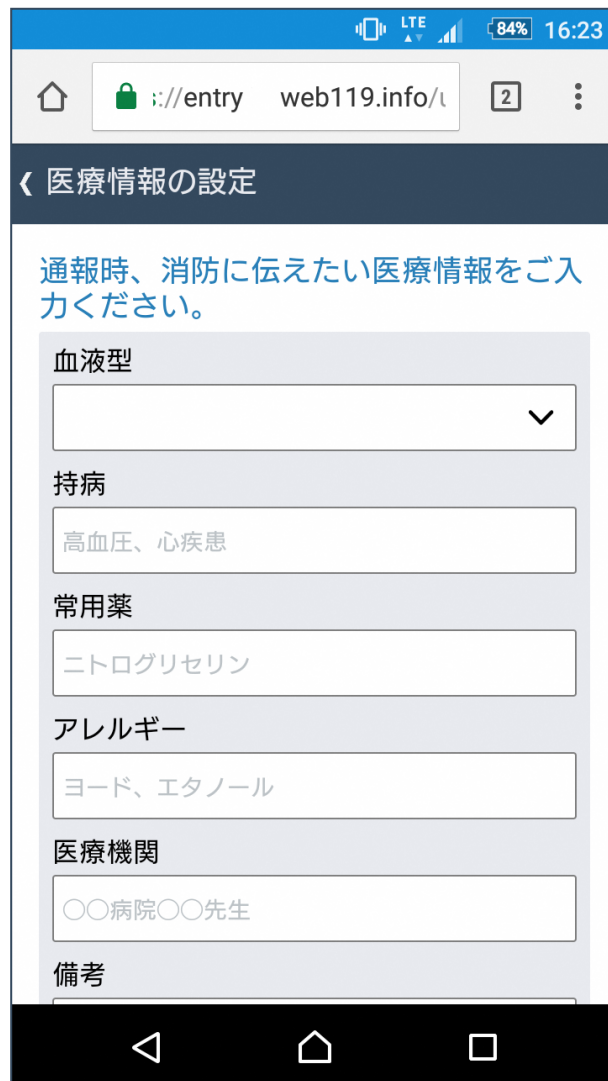 LTE 84% 16:23
s://entry web119.info/u 2
医療情報の設定
通報時、消防に伝えたい医療情報をご入
力ください。
血液型
持病
高血圧、心疾患
常用薬
ニトログリセリン
アレルギー
ヨード、エタノール
医療機関
○○病院○○先生
備考